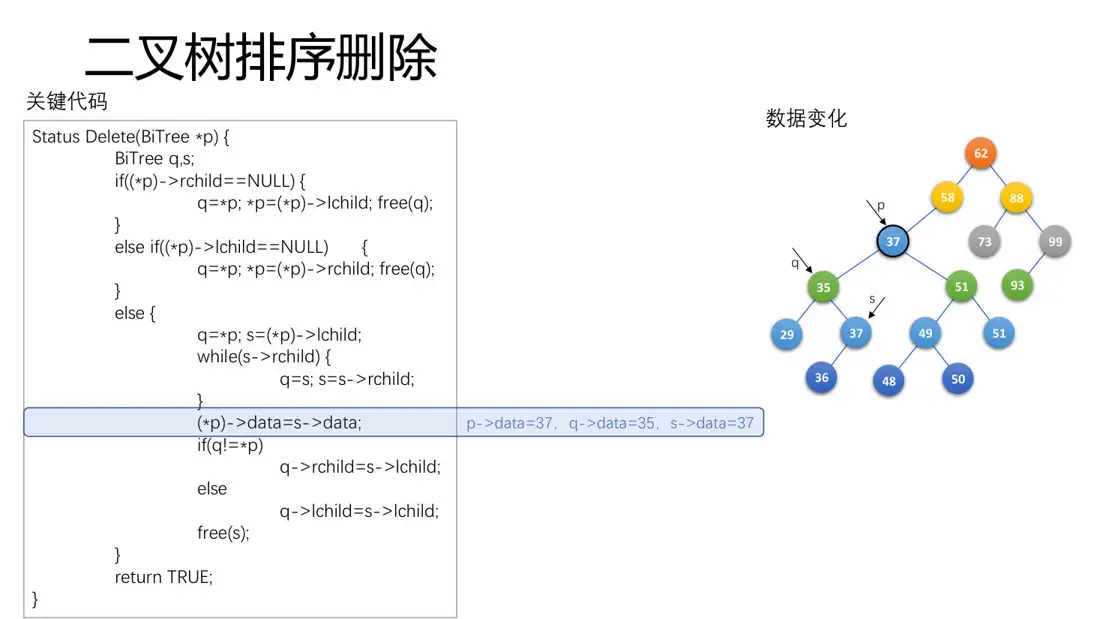 二叉树排序删除
关键代码
Status Delete(BiTree *p) {
BiTree q,s;
if((*p)->rchild==NULL) {
q=*p; *p=(*p)->lchild; free(q);
}
else if((*p)->lchild==NULL) {
q=*p; *p=(*p)->rchild; free(q);
}
else {
q=*p; s=(*p)->lchild;
while(s->rchild) {
q=s; s=s->rchild;
}
(*p)->data=s->data;
p->data=37, q->data=35, s->data=37
if(q!=*p)
q->rchild=s->lchild;
else
q->lchild=s->lchild;
free(s);
}
return TRUE;
}
数据变化
62
58 88
p
37 73 99
q
35 51 93
s
29 37 49 51
36 48 50